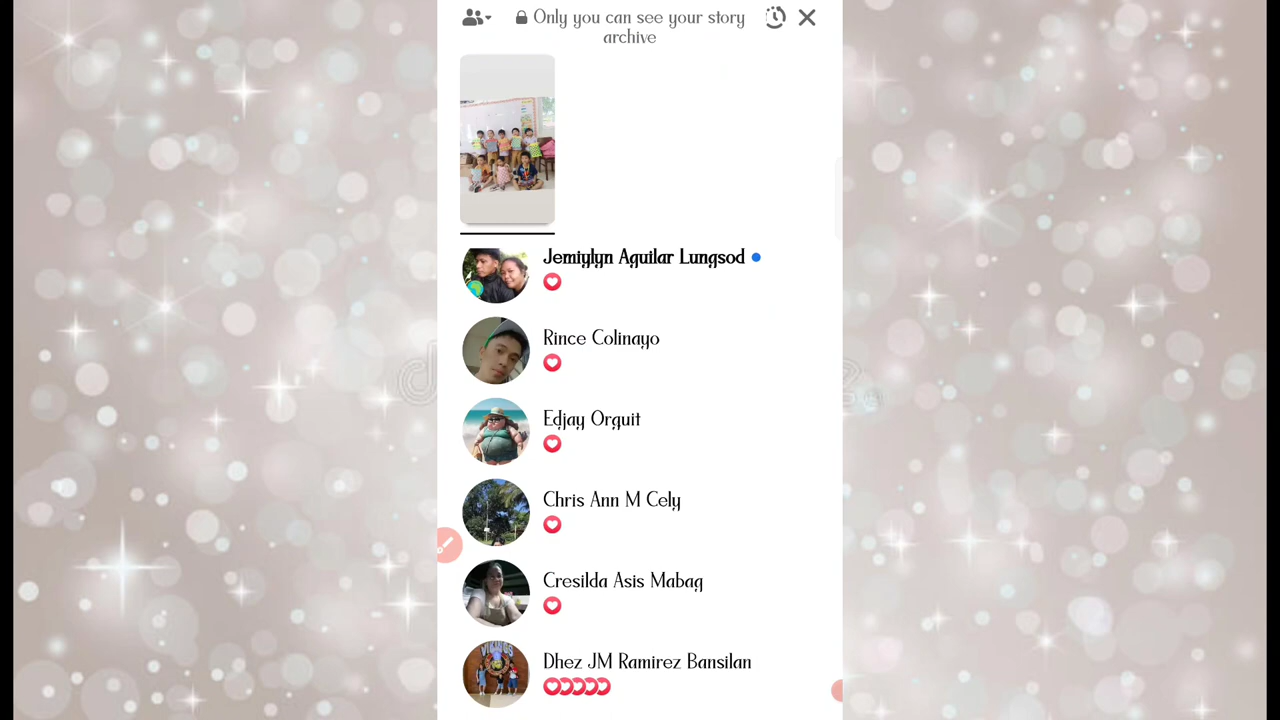 Only you can see your story
archive
Jemiylyn Aguilar Lungsod
Rince Colinayo
Edjay Orquit
Chris Ann M Cely
Cresilda Asis Mabag
VIKINGS
Dhez JM Ramirez Bansilan